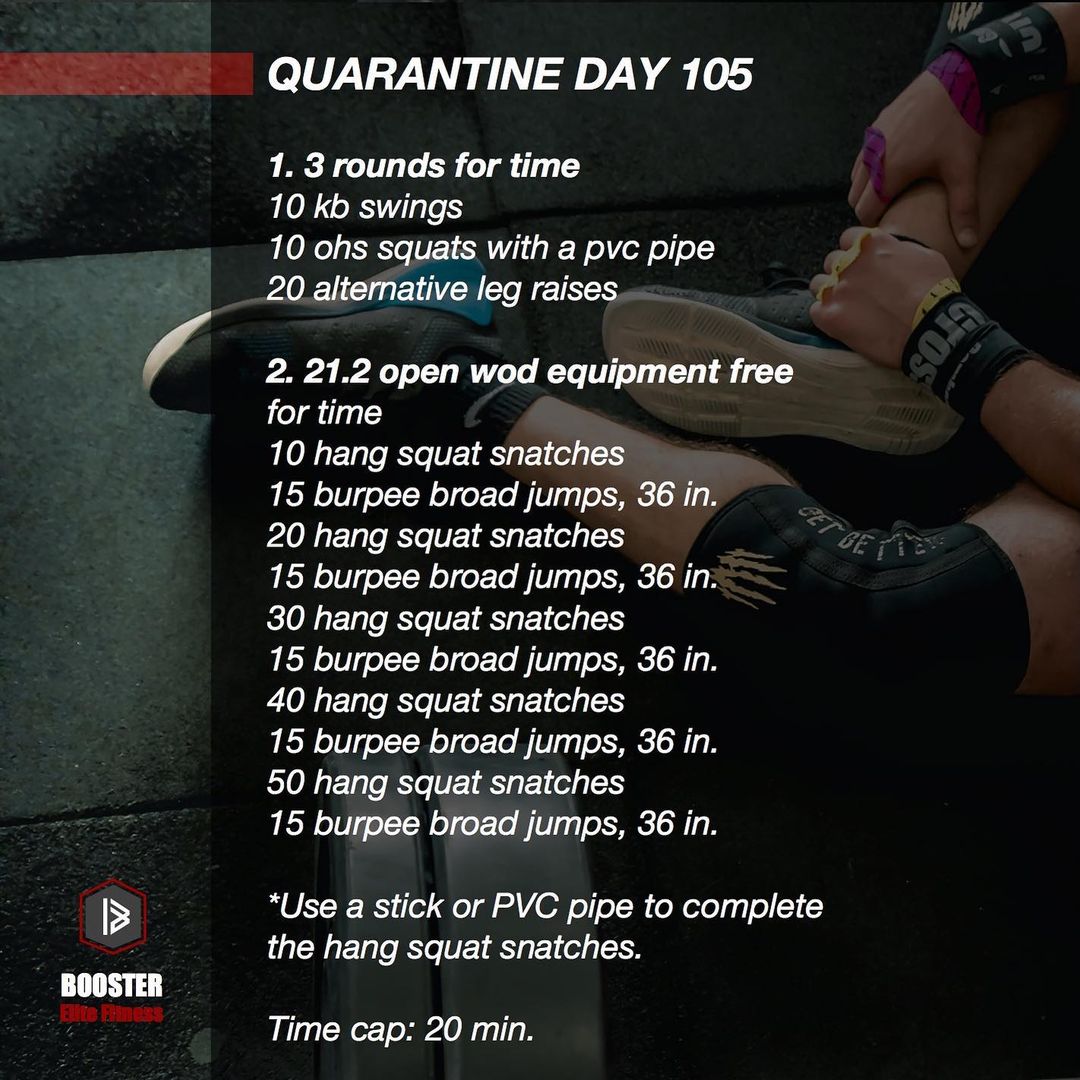 QUARANTINE DAY 105
1. 3 rounds for time
10 kb swings
10 ohs squats with a pvc pipe
20 alternative leg raises
2. 21.2 open wod equipment free
for time
10 hang squat snatches
15 burpee broad jumps, 36 in.
20 hang squat snatches
15 burpee broad jumps, 36 in.
30 hang squat snatches
15 burpee broad jumps, 36 in.
40 hang squat snatches
15 burpee broad jumps, 36 in.
50 hang squat snatches
15 burpee broad jumps, 36 in.
*Use a stick or PVC pipe to complete
the hang squat snatches.
Time cap: 20 min.
BOOSTER
Elite Fitness
GET BETTER